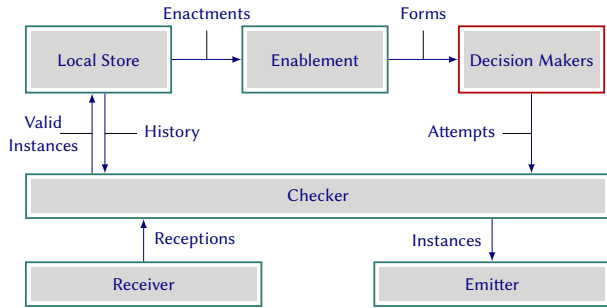 Enactments
Forms
Local Store
Enablement
Decision Makers
Valid
Instances
History
Attempts
Checker
Receptions
Instances
Receiver
Emitter